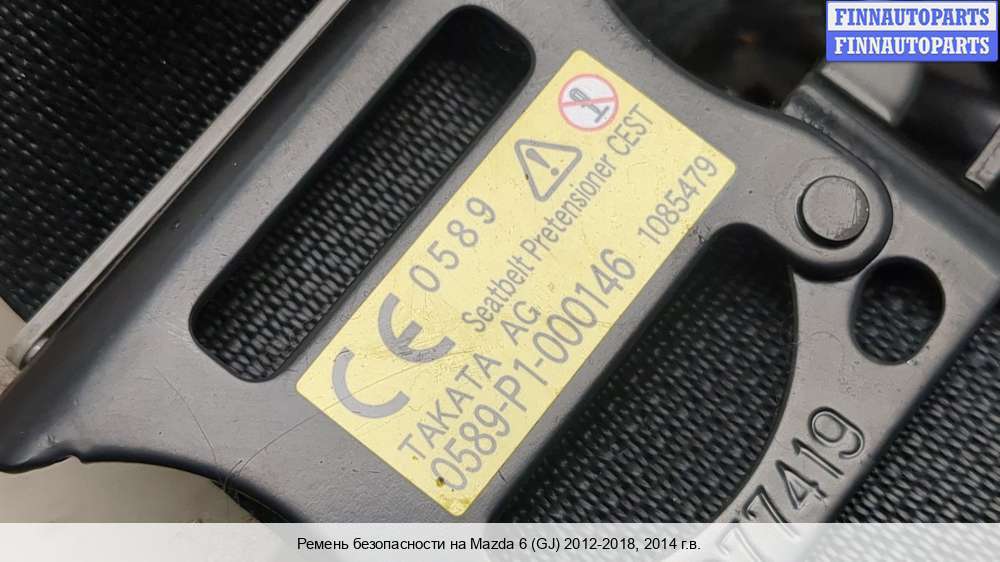 FINNAUTOPARTS
FINNAUTOPARTS
CE 0589
Seatbelt Pretensioner CEST
TAKATA AG
0589-P1-000146 1085479
77419
Ремень безопасности на Mazda 6 (GJ) 2012-2018, 2014 г.в.